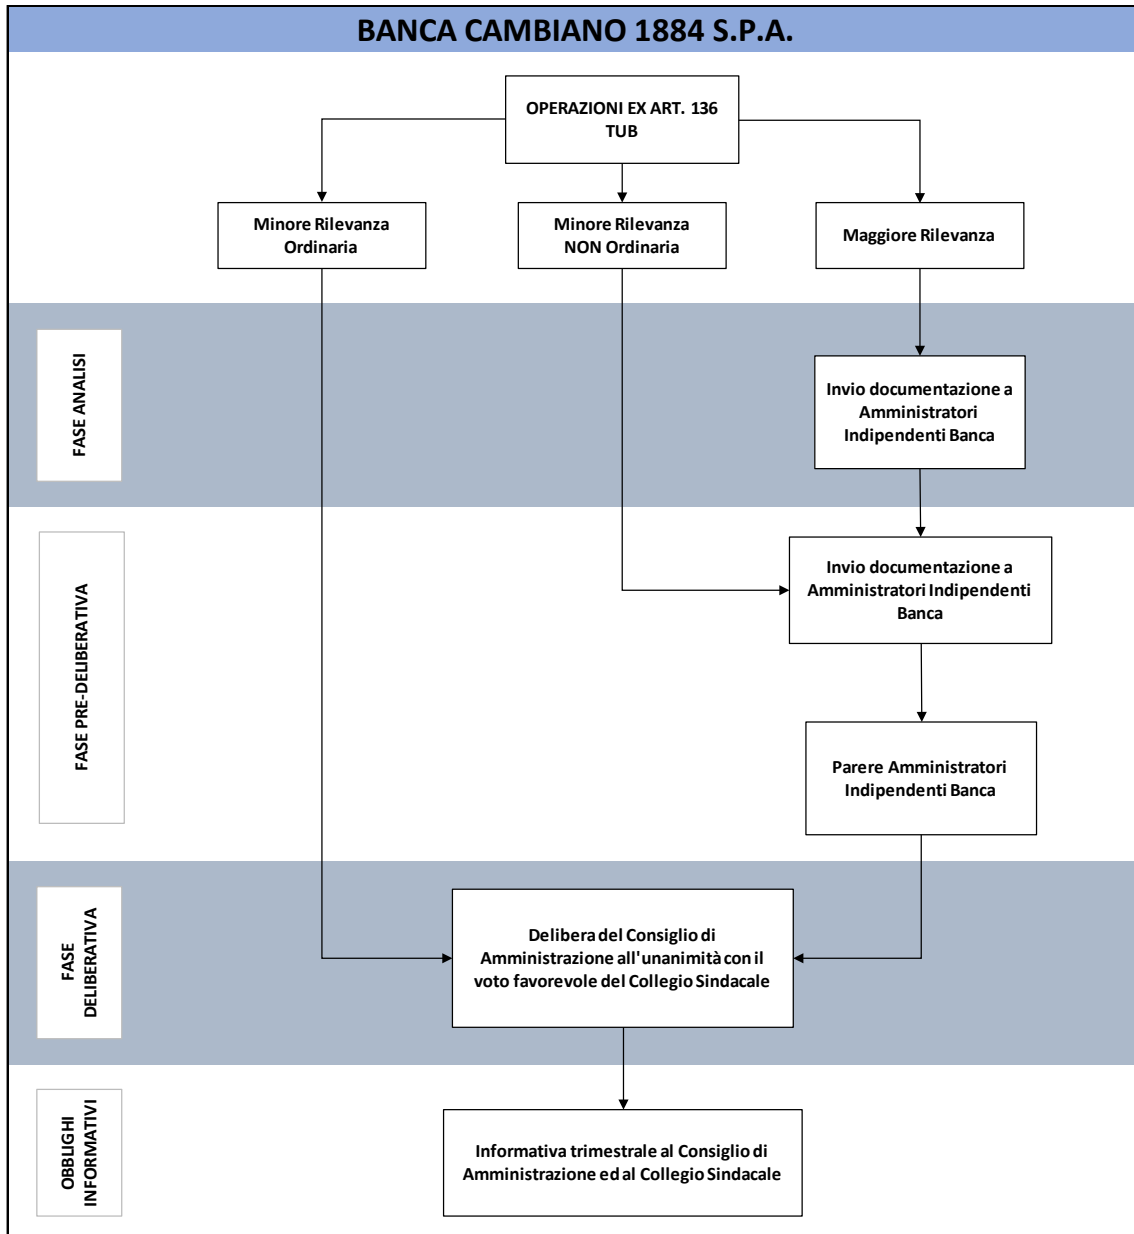 BANCA CAMBIANO 1884 S.P.A.
OPERAZIONI EX ART. 136
TUB
Minore Rilevanza
Ordinaria
Minore Rilevanza
NON Ordinaria
Maggiore Rilevanza
FASE ANALISI
Invio documentazione a
Amministratori
Indipendenti Banca
FASE PRE-DELIBERATIVA
Invio documentazione a
Amministratori Indipendenti
Banca
Parere Amministratori
Indipendenti Banca
FASE
DELIBERATIVA
Delibera del Consiglio di
Amministrazione all'unanimità con il
voto favorevole del Collegio Sindacale
OBBLIGHI
INFORMATIVI
Informativa trimestrale al Consiglio di
Amministrazione ed al Collegio Sindacale